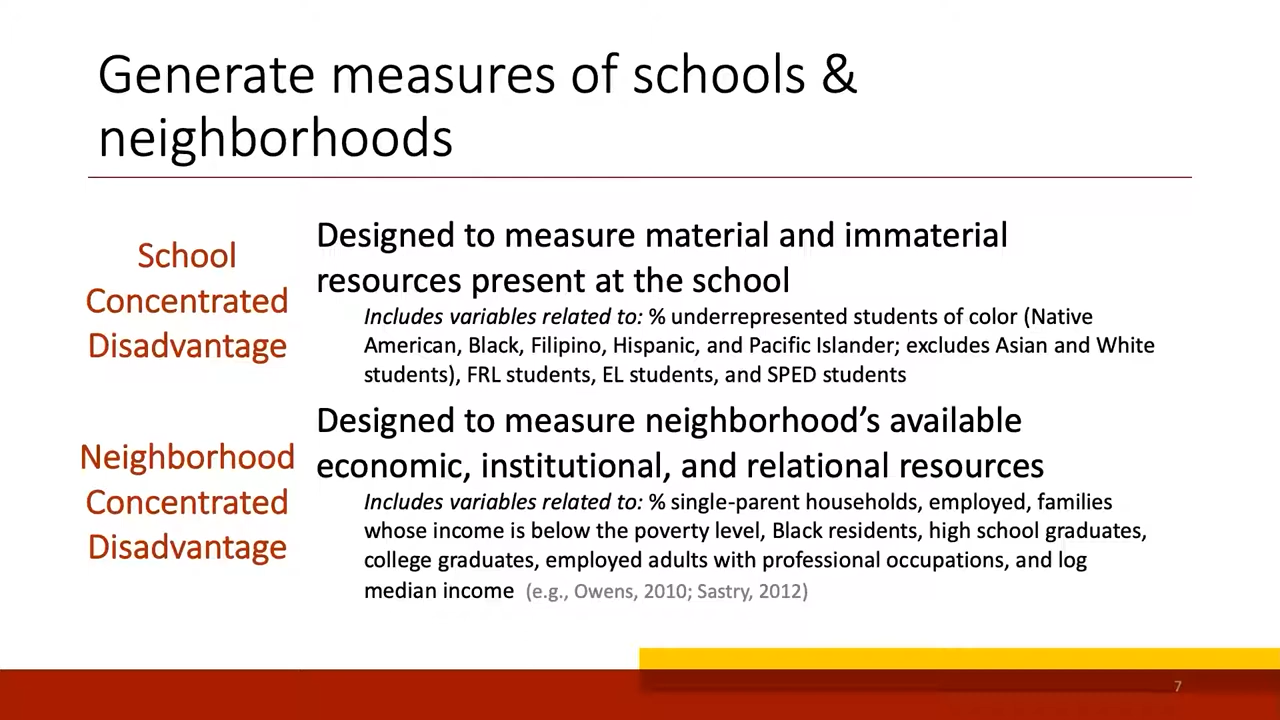 Generate measures of schools &
neighborhoods
School
Concentrated
Disadvantage
Designed to measure material and immaterial
resources present at the school
Includes variables related to: % underrepresented students of color (Native
American, Black, Filipino, Hispanic, and Pacific Islander; excludes Asian and White
students), FRL students, EL students, and SPED students
Neighborhood
Concentrated
Disadvantage
Designed to measure neighborhood’s available
economic, institutional, and relational resources
Includes variables related to: % single-parent households, employed, families
whose income is below the poverty level, Black residents, high school graduates,
college graduates, employed adults with professional occupations, and log
median income (e.g., Owens, 2010; Sastry, 2012)
7